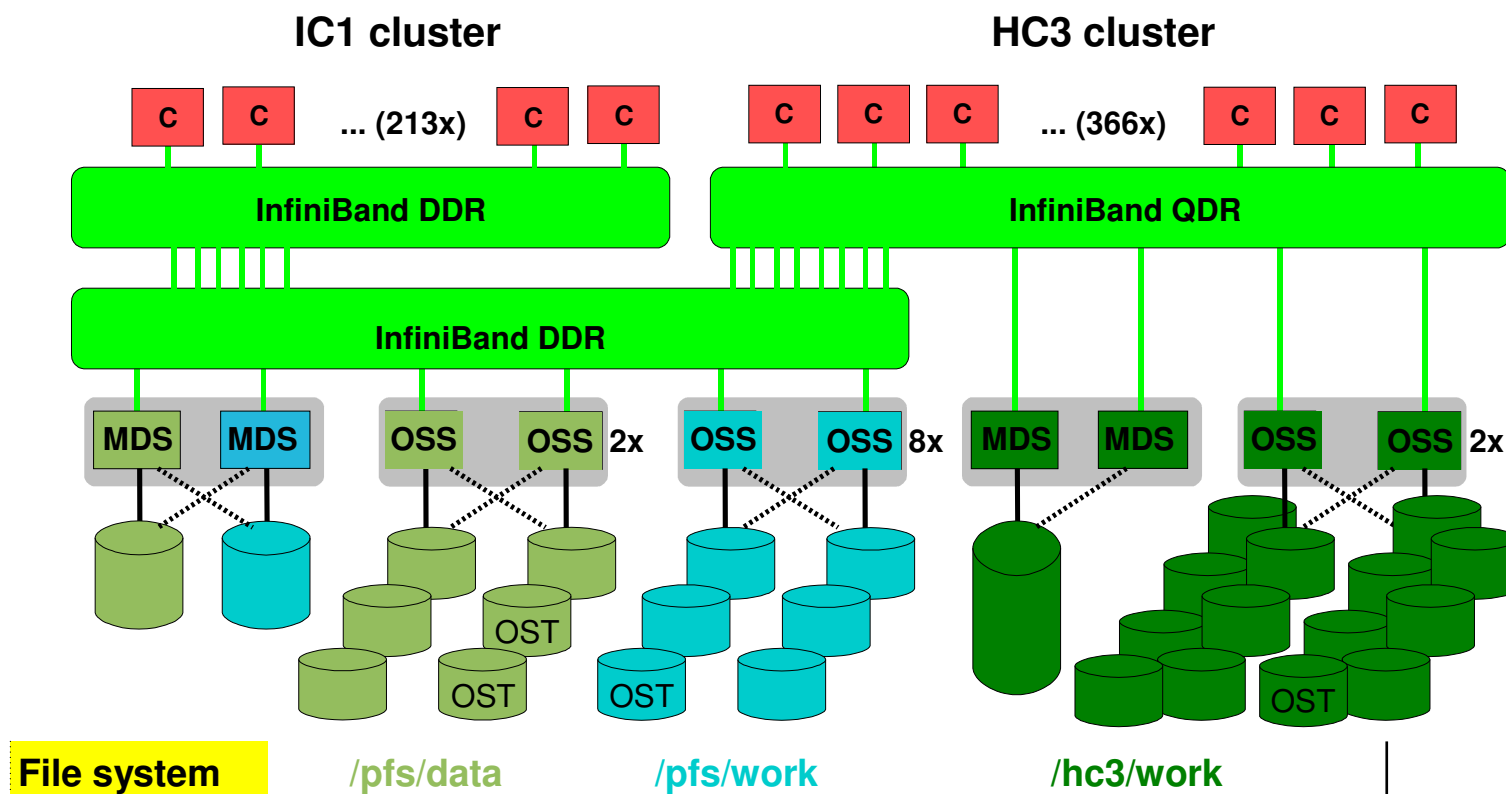 IC1 cluster HC3 cluster
C C ... (213x) C C C C C ... (366x) C C C
InfiniBand DDR InfiniBand QDR
InfiniBand DDR
MDS MDS OSS OSS 2x OSS OSS 8x MDS MDS OSS OSS 2x
OST
OST OST OST
File system /pfs/data /pfs/work /hc3/work